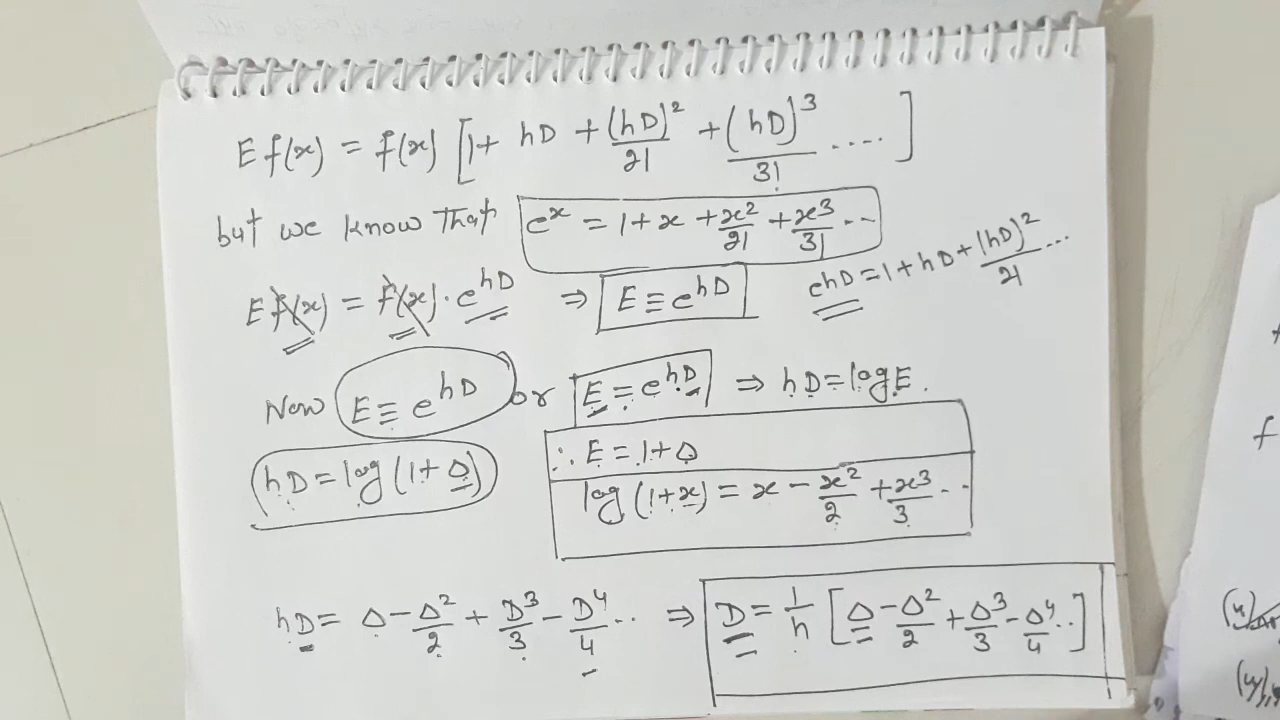 E f(x) = f(x) [1 + hD + (hD)²/2! + (hD)³/3! ....]
but we know that e^x = 1 + x + x²/2! + x³/3! ...
E f(x) = f(x) . e^hD ⇒ E ≡ e^hD
e^hD = 1 + hD + (hD)²/2! ...
Now E ≡ e^hD or E = e^hD ⇒ hD = log E.
hD = log (1 + Δ)
∴ E = 1 + Δ
log (1 + x) = x - x²/2 + x³/3 ...
hD = Δ - Δ²/2 + D³/3 - D⁴/4 ... ⇒ D = 1/h [Δ - Δ²/2 + Δ³/3 - Δ⁴/4 ..]
f
(y)
(y)